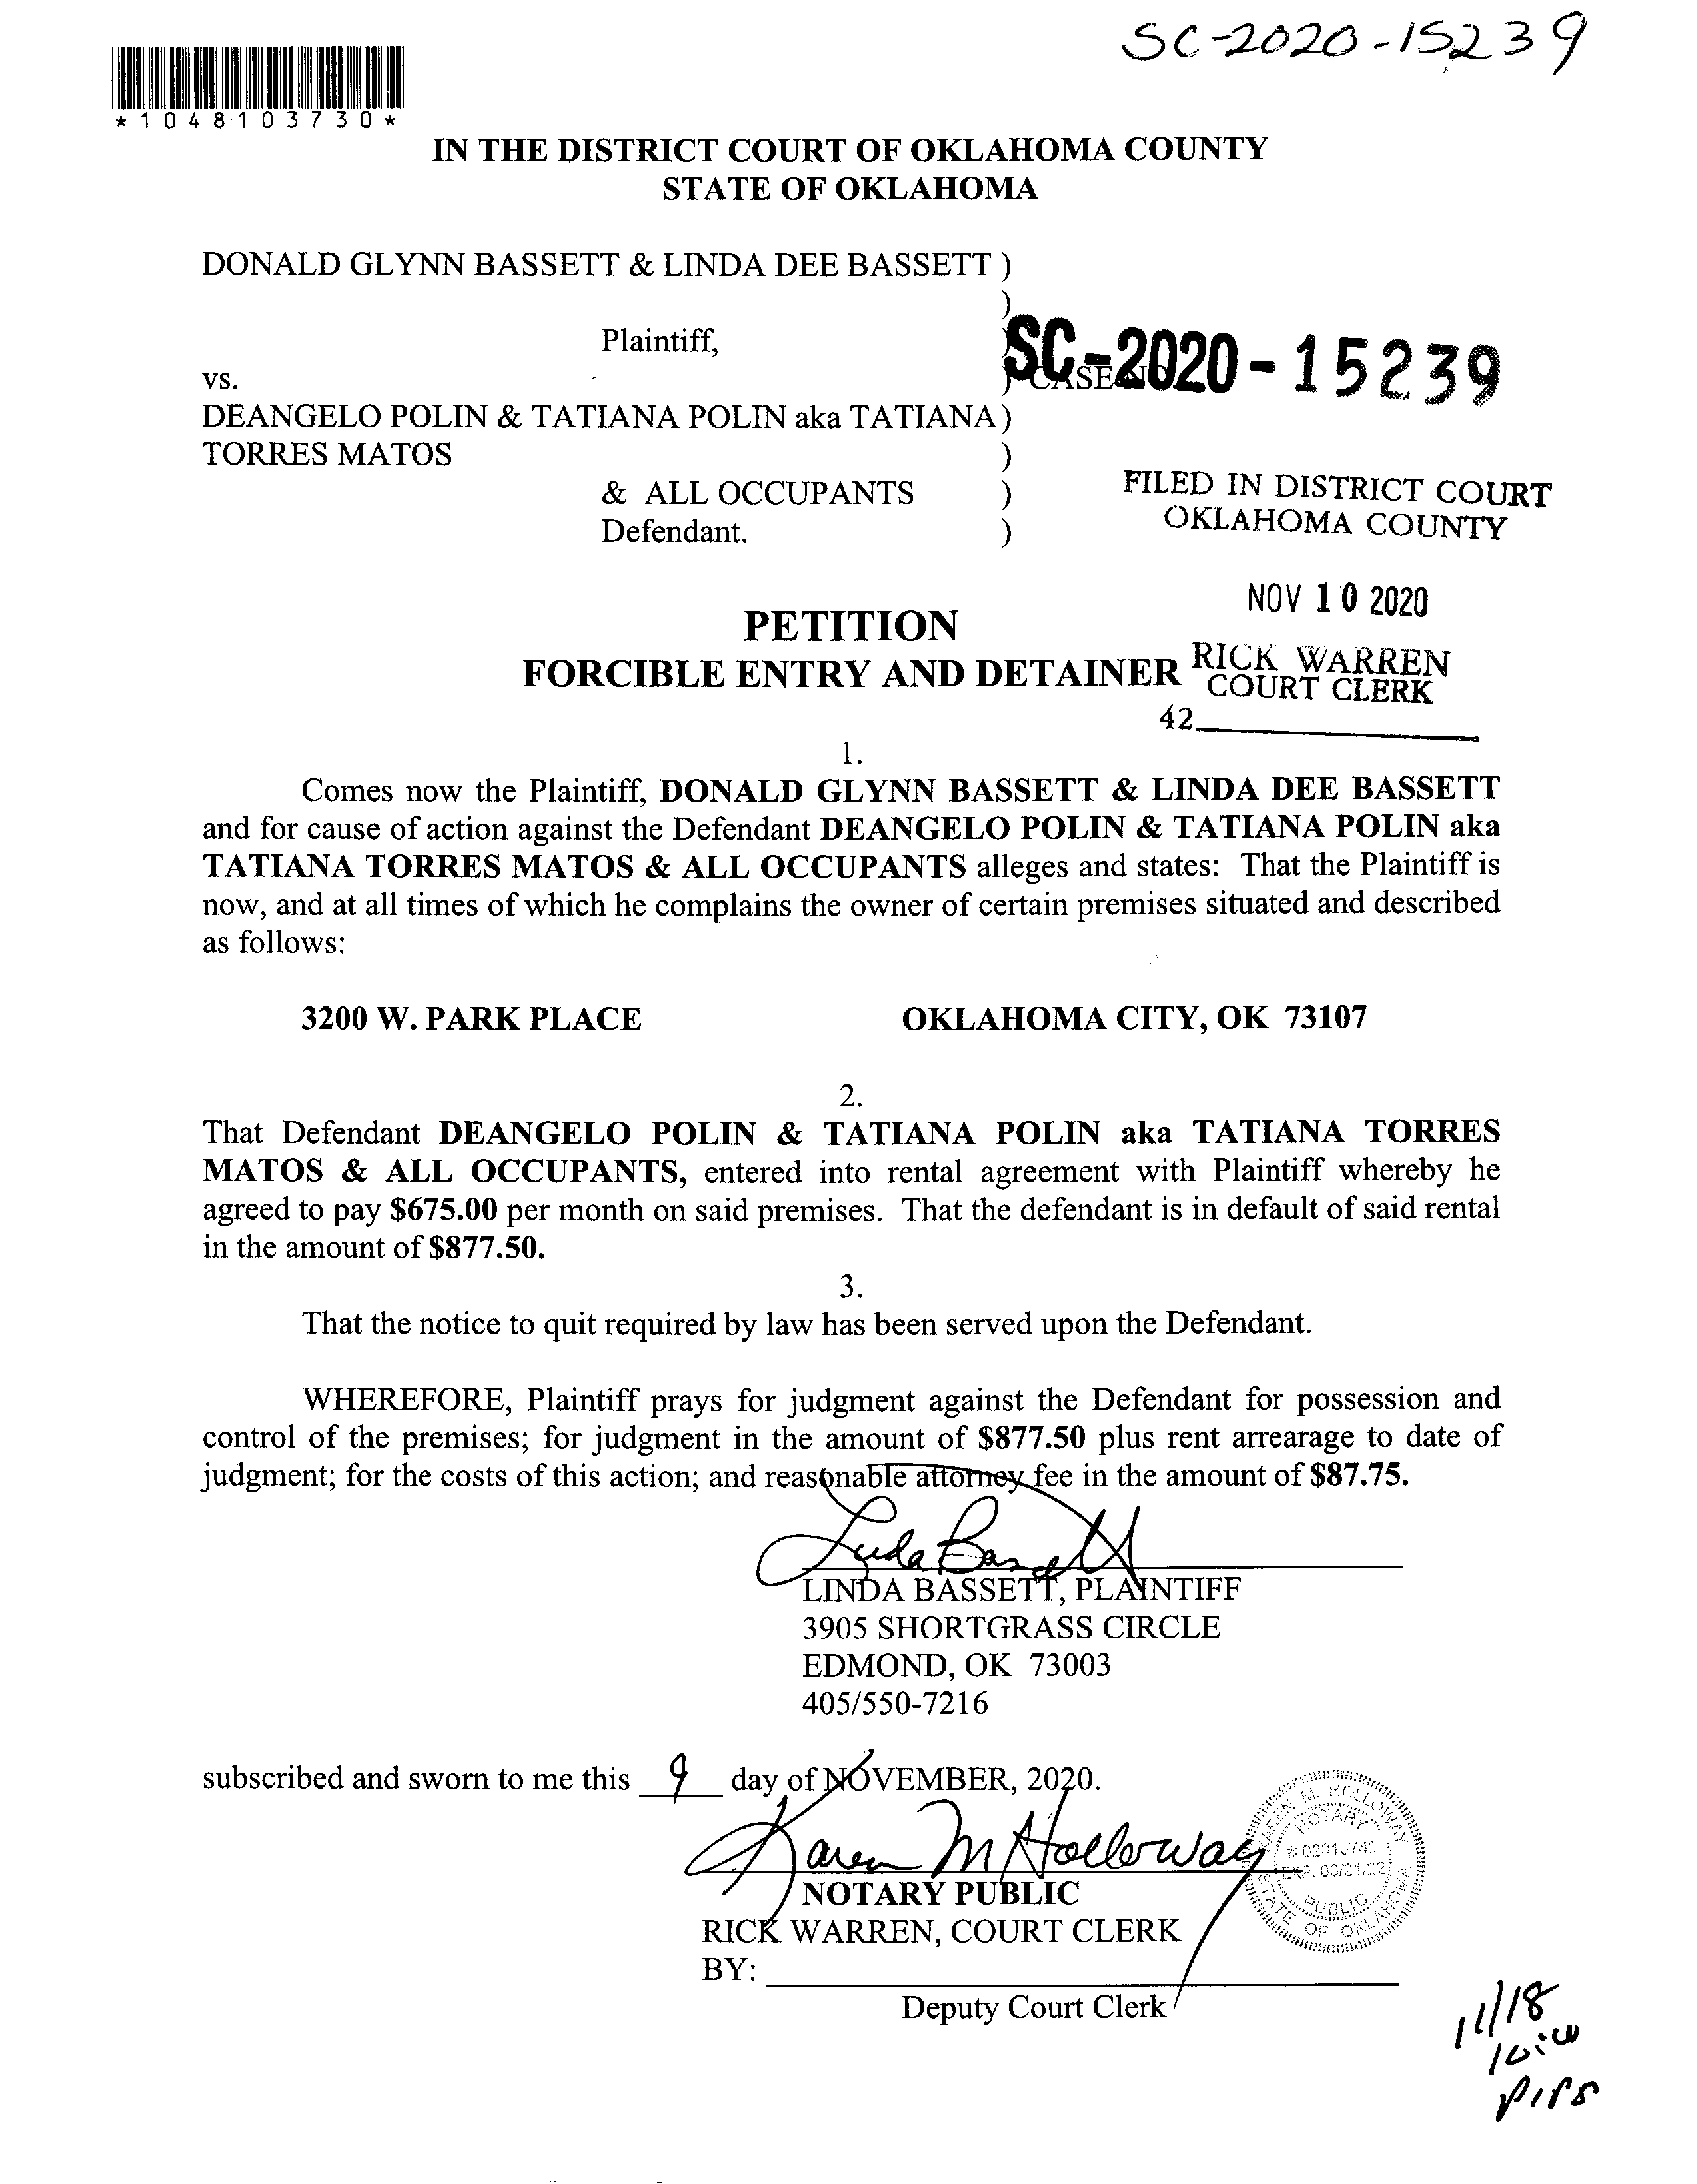 SC-2020-15239
*1048103730*
IN THE DISTRICT COURT OF OKLAHOMA COUNTY
STATE OF OKLAHOMA
DONALD GLYNN BASSETT & LINDA DEE BASSETT )
)
Plaintiff, )
SC-2020-15239
vs. ) CASE NO
DEANGELO POLIN & TATIANA POLIN aka TATIANA )
TORRES MATOS )
& ALL OCCUPANTS )
Defendant. )
FILED IN DISTRICT COURT
OKLAHOMA COUNTY
NOV 10 2020
RICK WARREN
COURT CLERK
42
PETITION
FORCIBLE ENTRY AND DETAINER
1.
Comes now the Plaintiff, DONALD GLYNN BASSETT & LINDA DEE BASSETT
and for cause of action against the Defendant DEANGELO POLIN & TATIANA POLIN aka
TATIANA TORRES MATOS & ALL OCCUPANTS alleges and states: That the Plaintiff is
now, and at all times of which he complains the owner of certain premises situated and described
as follows:
3200 W. PARK PLACE OKLAHOMA CITY, OK 73107
2.
That Defendant DEANGELO POLIN & TATIANA POLIN aka TATIANA TORRES
MATOS & ALL OCCUPANTS, entered into rental agreement with Plaintiff whereby he
agreed to pay $675.00 per month on said premises. That the defendant is in default of said rental
in the amount of $877.50.
3.
That the notice to quit required by law has been served upon the Defendant.
WHEREFORE, Plaintiff prays for judgment against the Defendant for possession and
control of the premises; for judgment in the amount of $877.50 plus rent arrearage to date of
judgment; for the costs of this action; and reasonable attorney fee in the amount of $87.75.
Linda Bassett
LINDA BASSETT, PLAINTIFF
3905 SHORTGRASS CIRCLE
EDMOND, OK 73003
405/550-7216
subscribed and sworn to me this 9 day of NOVEMBER, 2020.
Karen M Holloway
KAREN M. HOLLOWAY
NOTARY
PUBLIC
STATE OF OKLAHOMA
NOTARY PUBLIC
RICK WARREN, COURT CLERK
BY:
Deputy Court Clerk
11/18